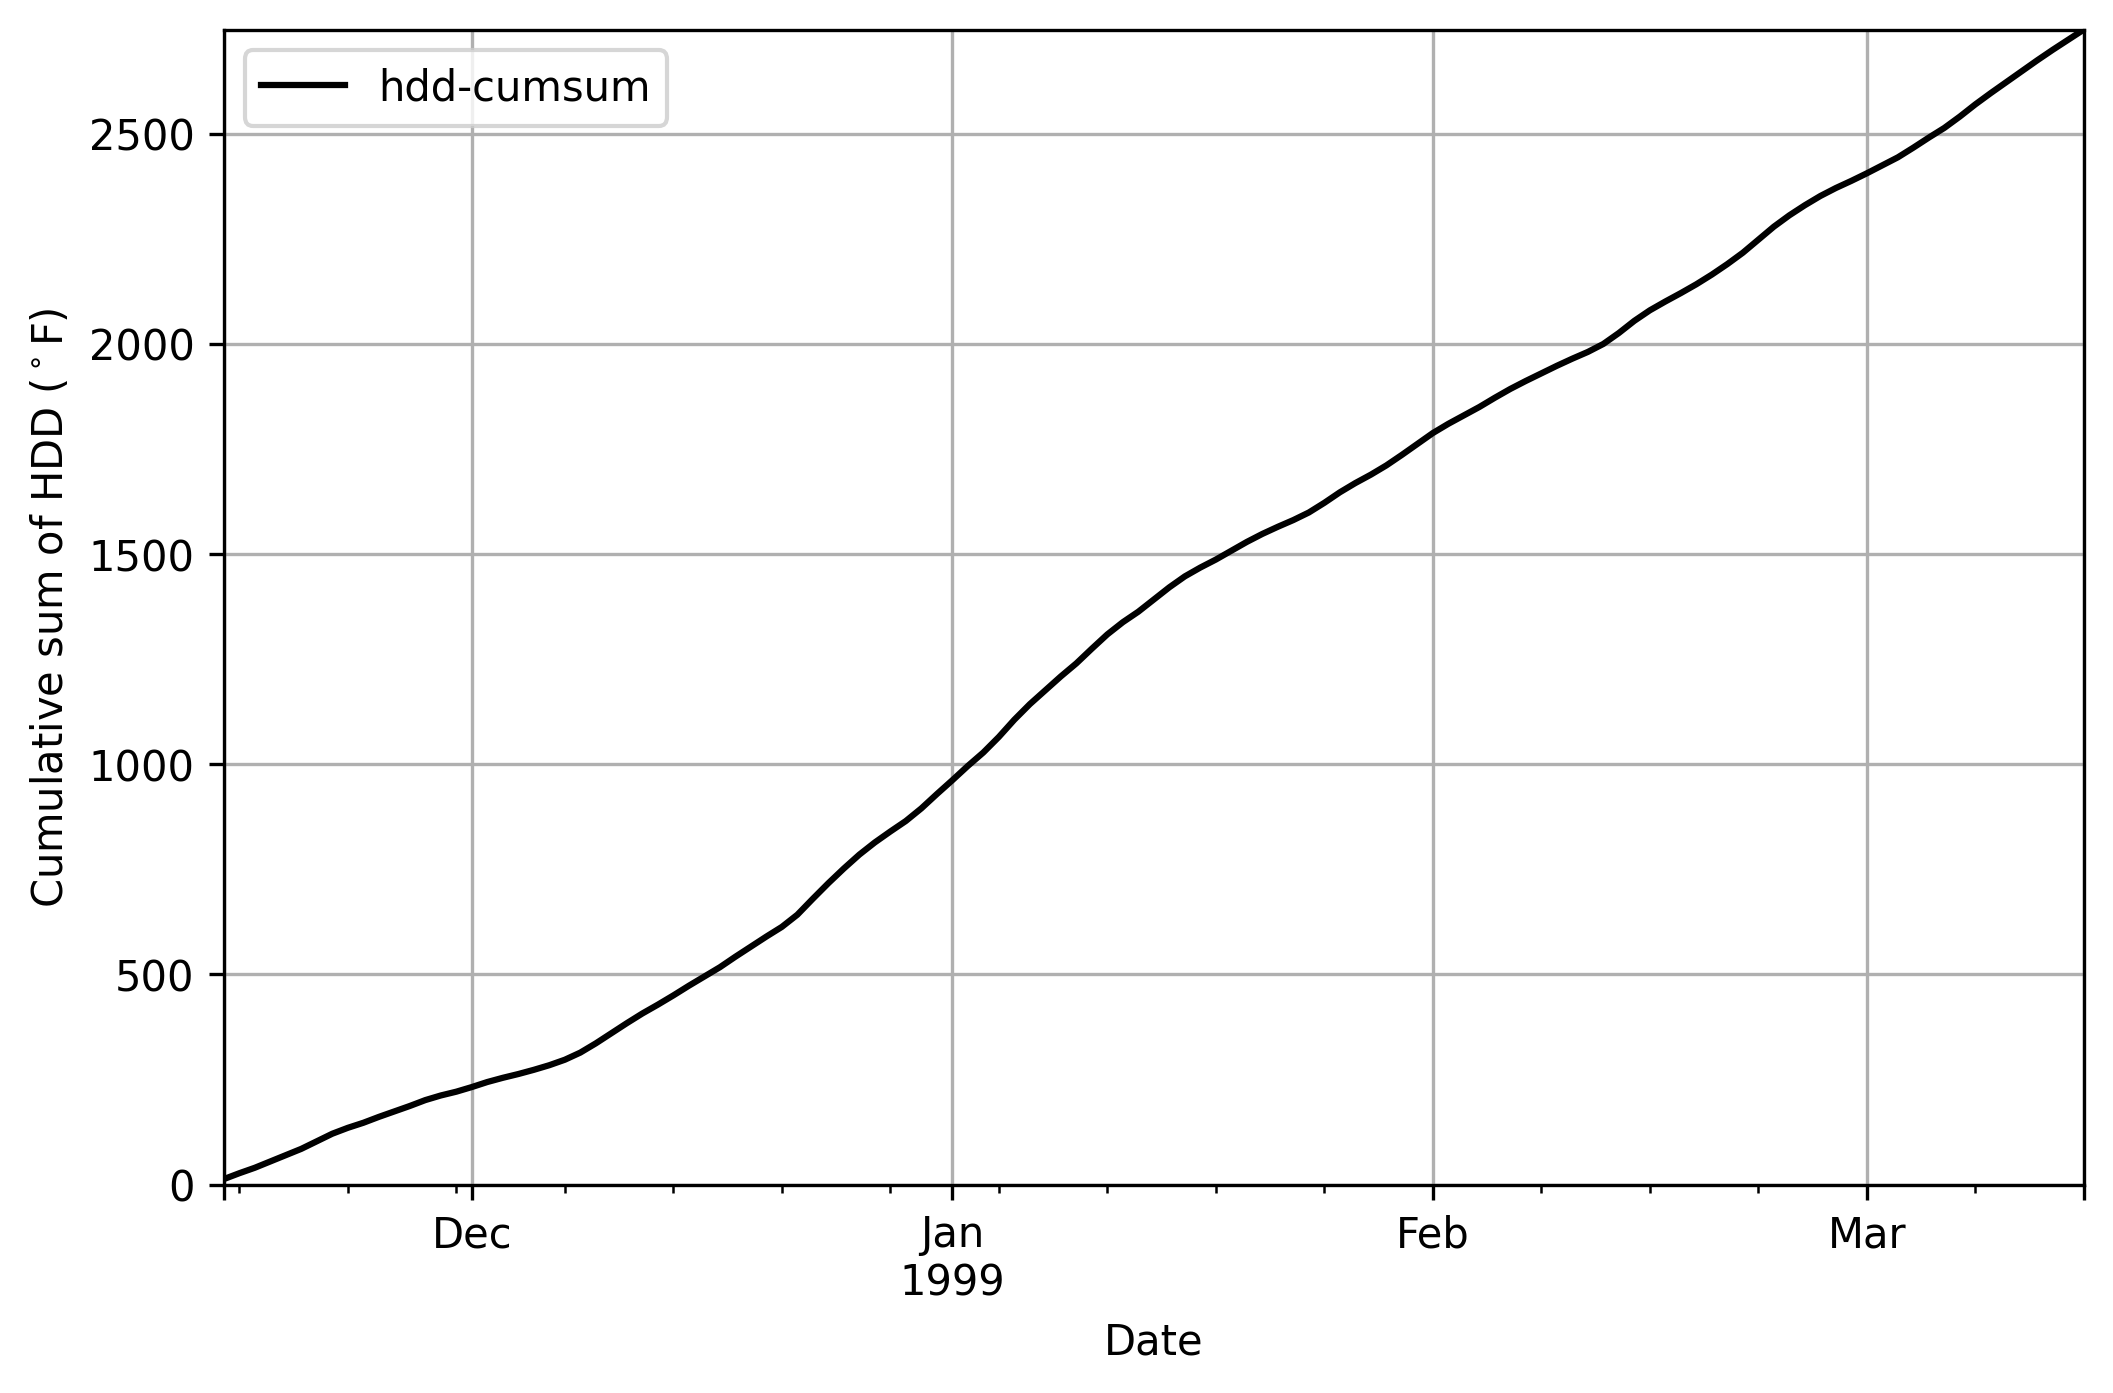 hdd-cumsum
Cumulative sum of HDD (°F)
2500
2000
1500
1000
500
0
Dec
Jan
1999
Feb
Mar
Date